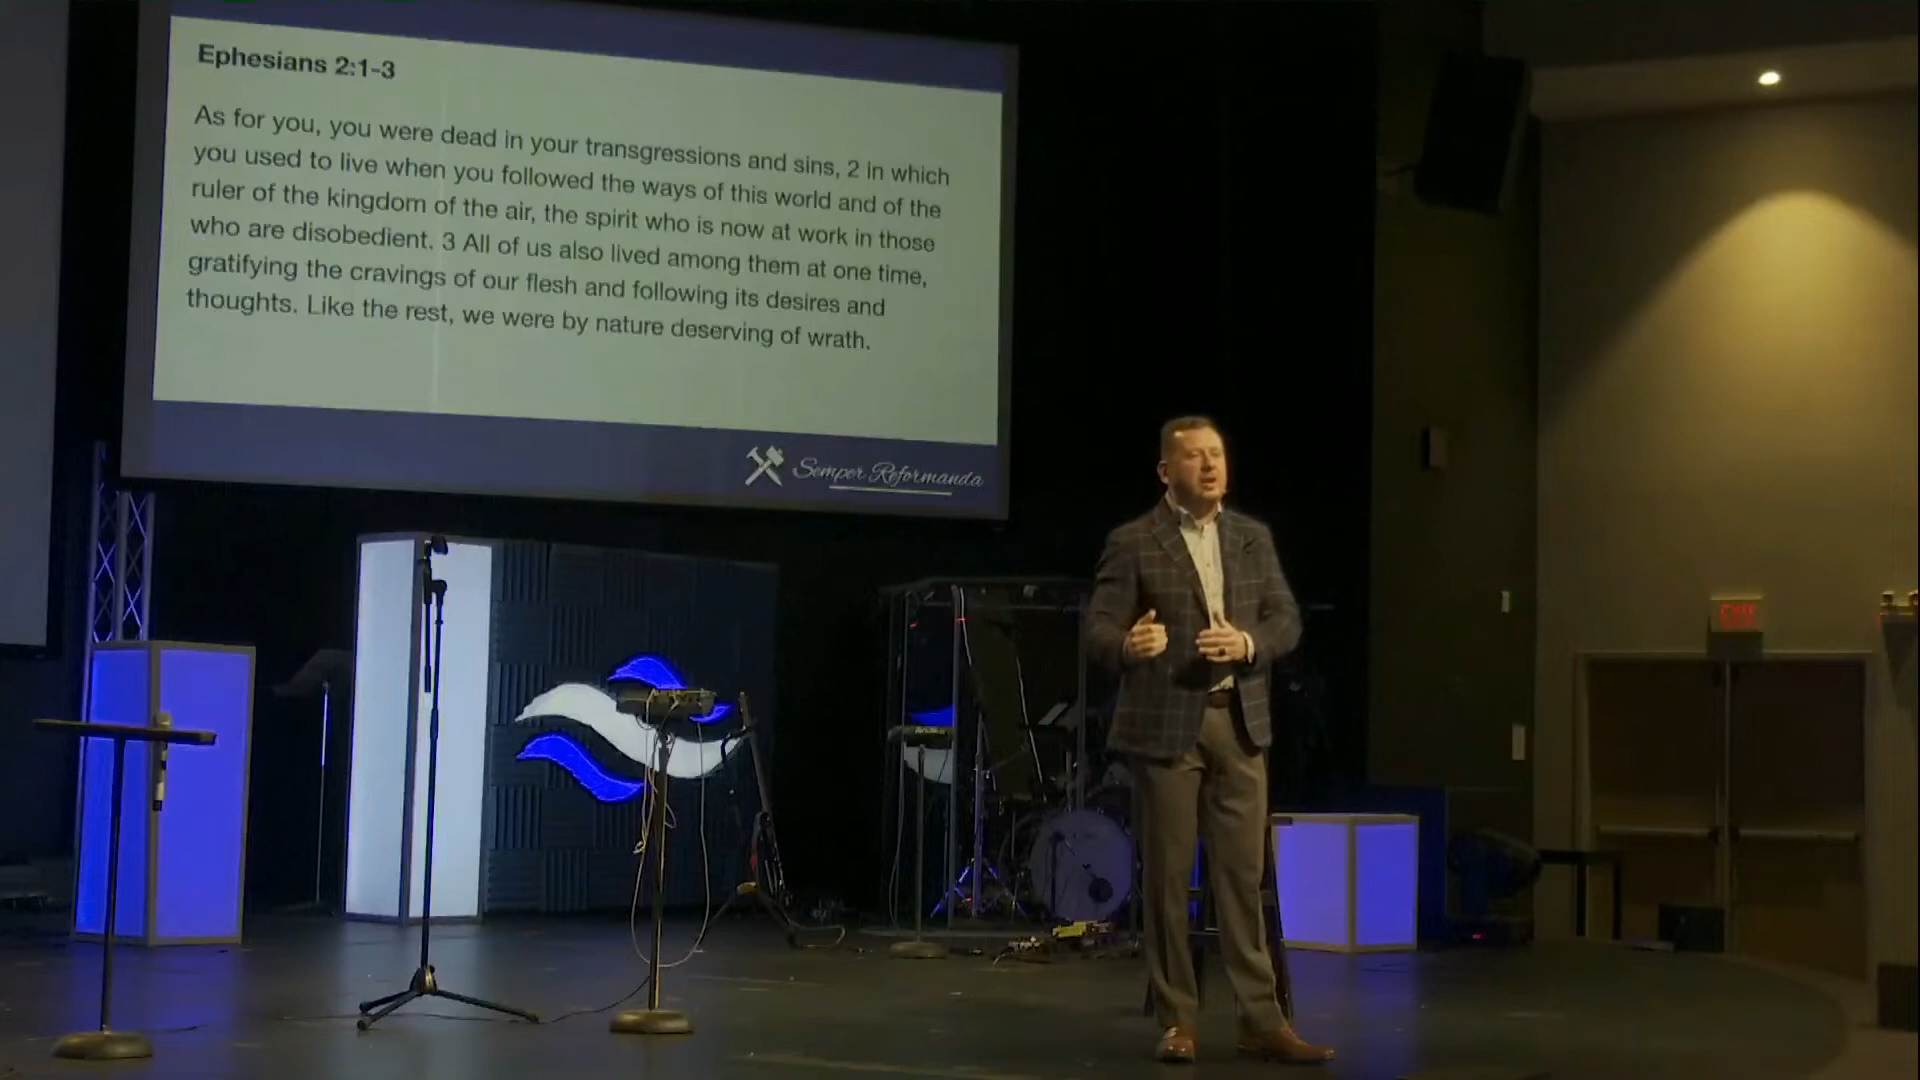 Ephesians 2:1-3
As for you, you were dead in your transgressions and sins, 2 in which
you used to live when you followed the ways of this world and of the
ruler of the kingdom of the air, the spirit who is now at work in those
who are disobedient. 3 All of us also lived among them at one time,
gratifying the cravings of our flesh and following its desires and
thoughts. Like the rest, we were by nature deserving of wrath.
Semper Reformanda
EXIT